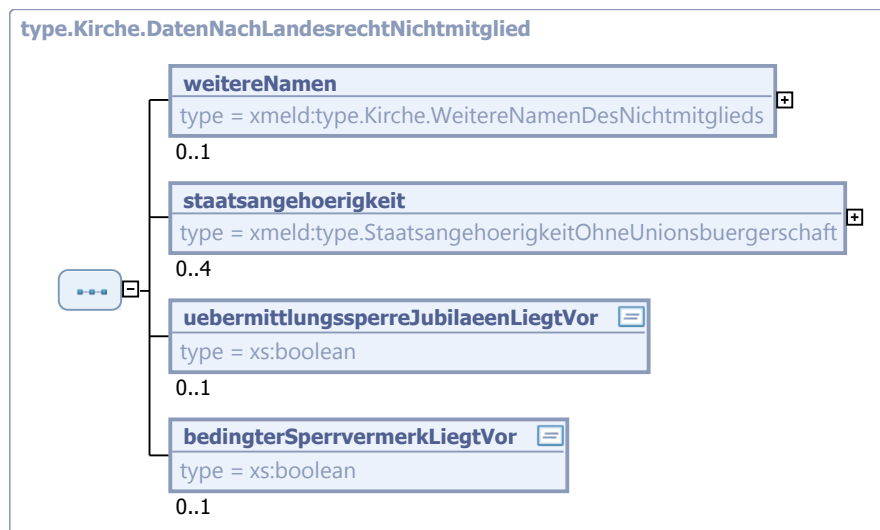 type.Kirche.DatenNachLandesrechtNichtmitglied
weitereNamen
type = xmeld:type.Kirche.WeitereNamenDesNichtmitglieds
0..1
staatsangehoerigkeit
type = xmeld:type.StaatsangehoerigkeitOhneUnionsbuergerschaft
0..4
uebermittlungssperreJubilaeenLiegtVor
type = xs:boolean
0..1
bedingterSperrvermerkLiegtVor
type = xs:boolean
0..1